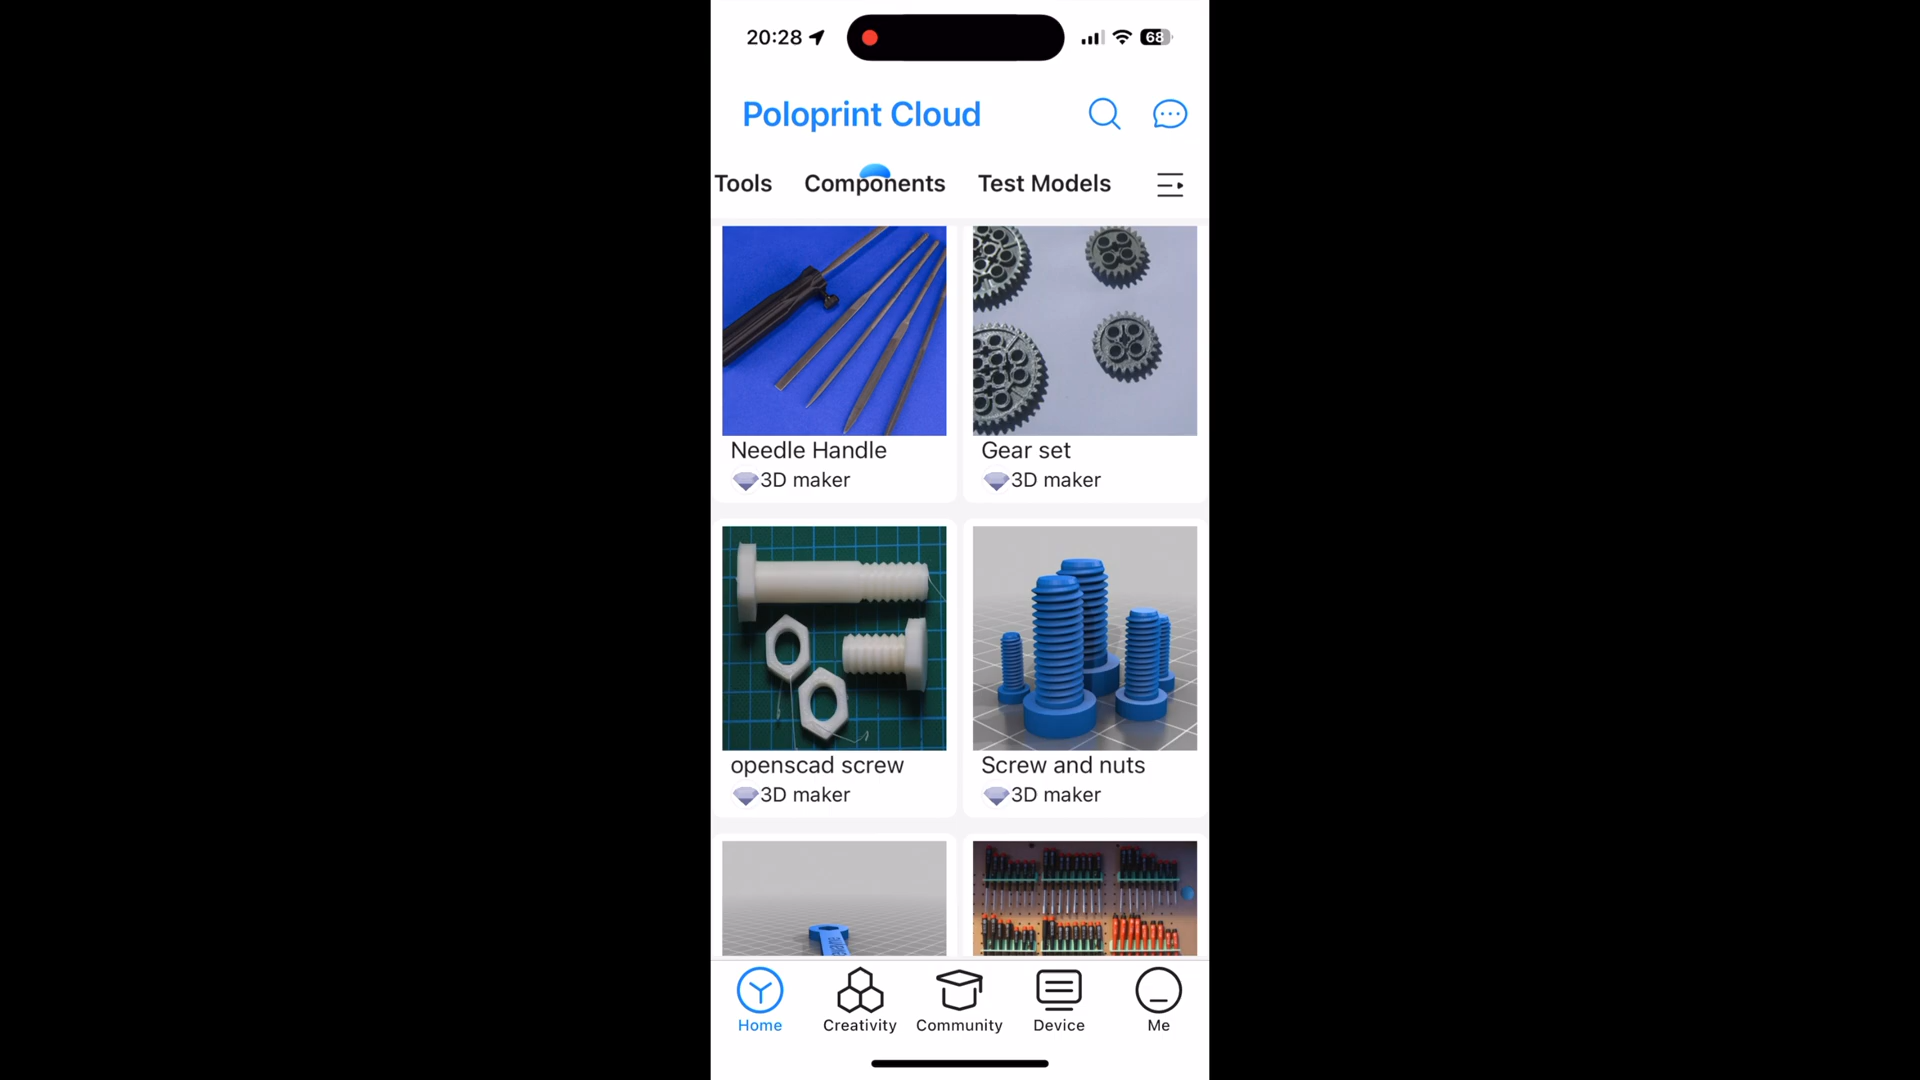 20:28
68
Poloprint Cloud
Tools Components Test Models
Needle Handle
3D maker
Gear set
3D maker
openscad screw
3D maker
Screw and nuts
3D maker
Home Creativity Community Device Me